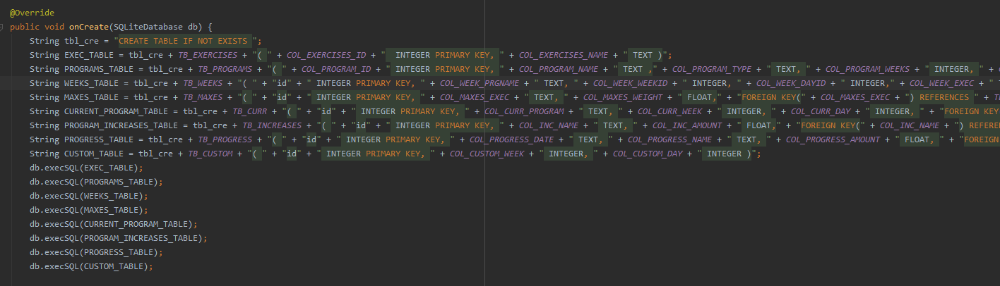 @Override
public void onCreate(SQLiteDatabase db) {
String tbl_cre = "CREATE TABLE IF NOT EXISTS ";
String EXEC_TABLE = tbl_cre + TB_EXERCISES + "( " + COL_EXERCISES_ID + " INTEGER PRIMARY KEY, " + COL_EXERCISES_NAME + " TEXT )";
String PROGRAMS_TABLE = tbl_cre + TB_PROGRAMS + "( " + COL_PROGRAM_ID + " INTEGER PRIMARY KEY, " + COL_PROGRAM_NAME + " TEXT ," + COL_PROGRAM_TYPE + " TEXT, " + COL_PROGRAM_WEEKS + " INTEGER, " +
String WEEKS_TABLE = tbl_cre + TB_WEEKS + "( " + "id" + " INTEGER PRIMARY KEY, " + COL_WEEK_PRGNAME + " TEXT, " + COL_WEEK_WEEKID + " INTEGER, " + COL_WEEK_DAYID + " INTEGER," + COL_WEEK_EXEC + "
String MAXES_TABLE = tbl_cre + TB_MAXES + "( " + "id" + " INTEGER PRIMARY KEY, " + COL_MAXES_EXEC + " TEXT, " + COL_MAXES_WEIGHT + " FLOAT, " + "FOREIGN KEY(" + COL_MAXES_EXEC + ") REFERENCES " +
String CURRENT_PROGRAM_TABLE = tbl_cre + TB_CURR + "( " + "id" + " INTEGER PRIMARY KEY, " + COL_CURR_PROGRAM + " TEXT, " + COL_CURR_WEEK + " INTEGER, " + COL_CURR_DAY + " INTEGER, " + "FOREIGN KEY
String PROGRAM_INCREASES_TABLE = tbl_cre + TB_INCREASES + "( " + "id" + " INTEGER PRIMARY KEY, " + COL_INC_NAME + " TEXT, " + COL_INC_AMOUNT + " FLOAT," + "FOREIGN KEY(" + COL_INC_NAME + ") REFERE
String PROGRESS_TABLE = tbl_cre + TB_PROGRESS + "( " + "id" + " INTEGER PRIMARY KEY, " + COL_PROGRESS_DATE + " TEXT, " + COL_PROGRESS_NAME + " TEXT, " + COL_PROGRESS_AMOUNT + " FLOAT, " + "FOREIGN
String CUSTOM_TABLE = tbl_cre + TB_CUSTOM + "( " + "id" + " INTEGER PRIMARY KEY, " + COL_CUSTOM_WEEK + " INTEGER, " + COL_CUSTOM_DAY + " INTEGER )";
db.execSQL(EXEC_TABLE);
db.execSQL(PROGRAMS_TABLE);
db.execSQL(WEEKS_TABLE);
db.execSQL(MAXES_TABLE);
db.execSQL(CURRENT_PROGRAM_TABLE);
db.execSQL(PROGRAM_INCREASES_TABLE);
db.execSQL(PROGRESS_TABLE);
db.execSQL(CUSTOM_TABLE);